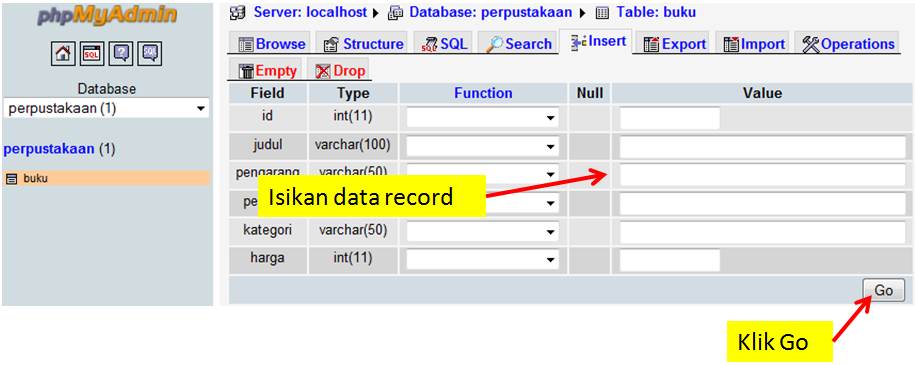 phpMyAdmin
SQL
Database
perpustakaan (1)
perpustakaan (1)
buku
Server: localhost Database: perpustakaan Table: buku
Browse Structure SQL Search Insert Export Import Operations
Empty Drop
Field Type Function Null Value
id int(11)
judul varchar(100)
pengarang varchar(50)
Isikan data record
kategori varchar(50)
harga int(11)
Go
Klik Go